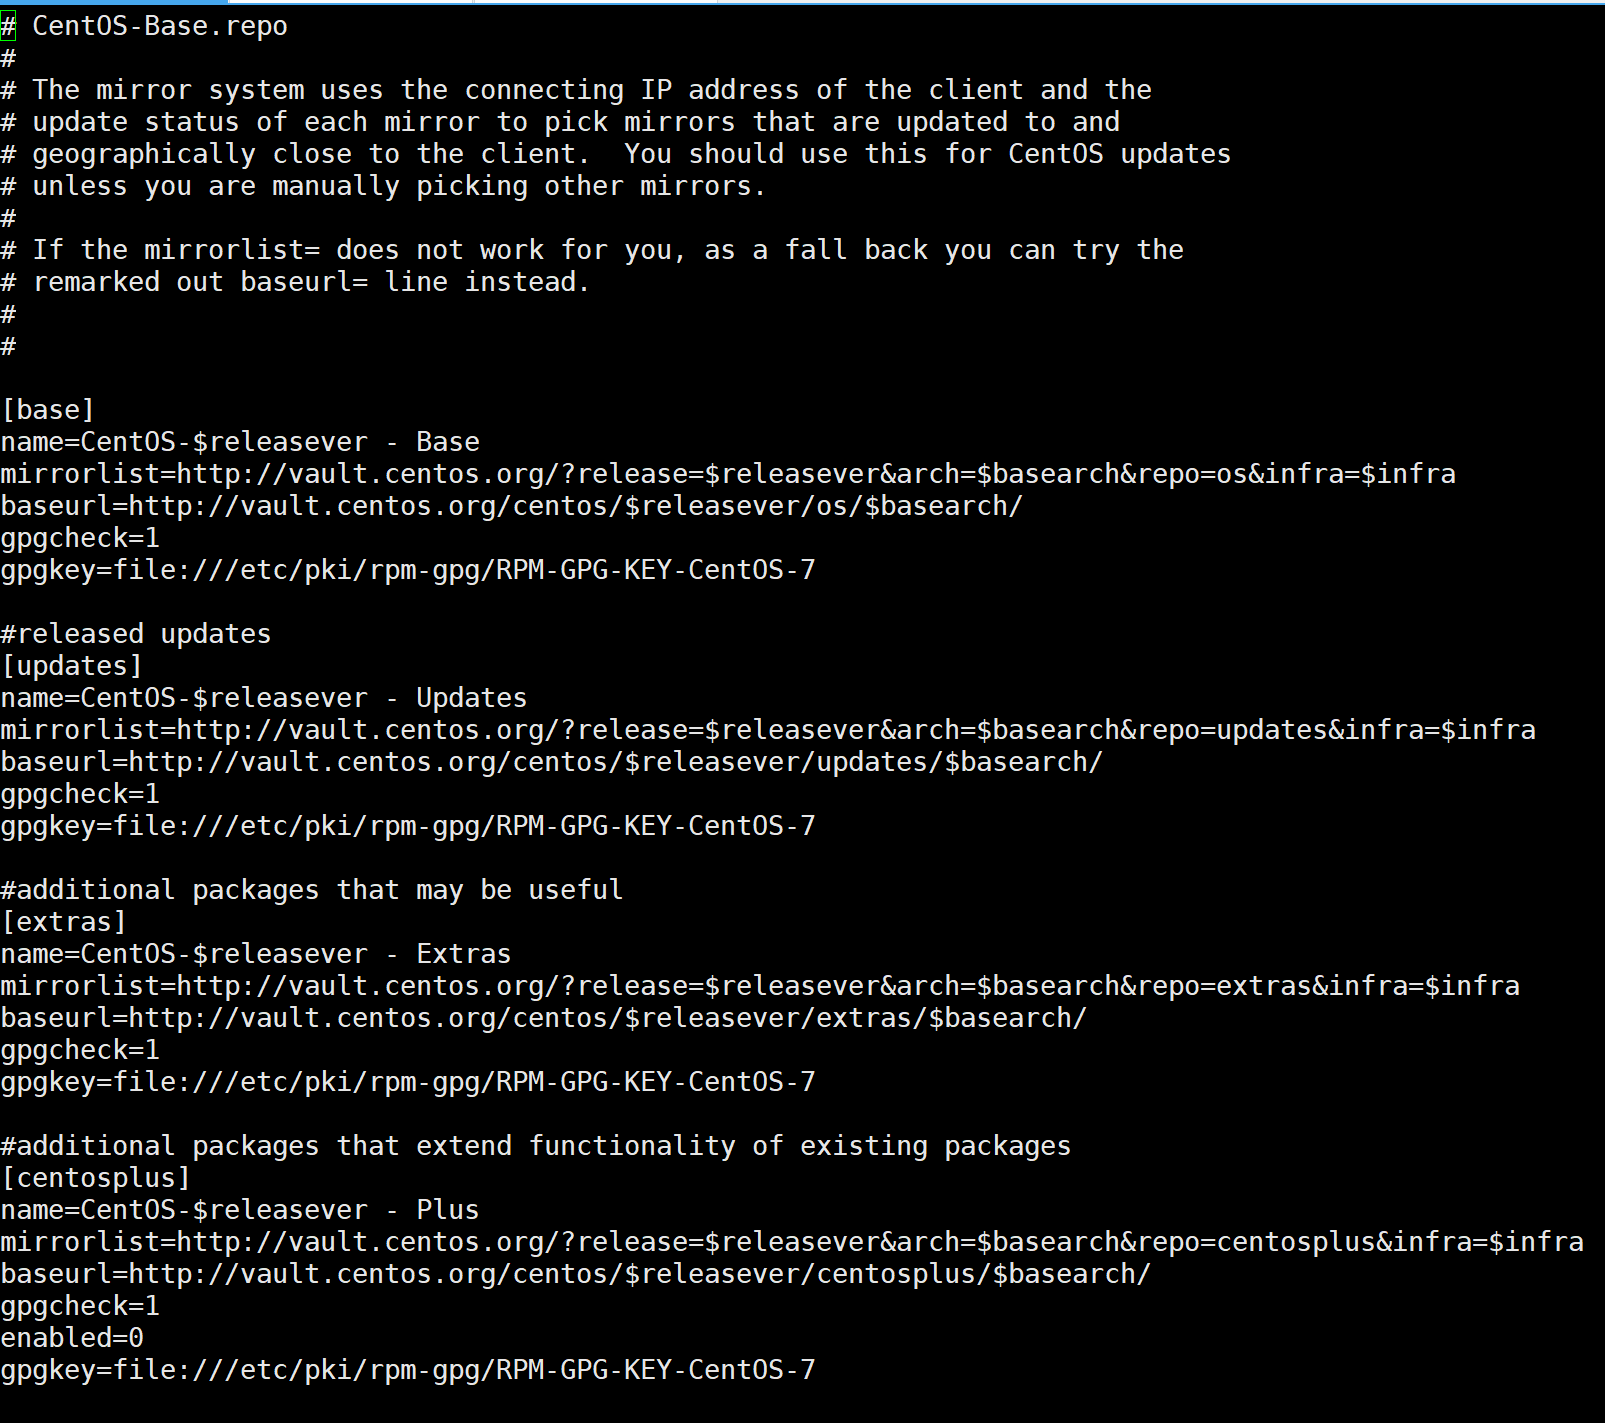 # CentOS-Base.repo
#
# The mirror system uses the connecting IP address of the client and the
# update status of each mirror to pick mirrors that are updated to and
# geographically close to the client.  You should use this for CentOS updates
# unless you are manually picking other mirrors.
#
# If the mirrorlist= does not work for you, as a fall back you can try the
# remarked out baseurl= line instead.
#
#

[base]
name=CentOS-$releasever - Base
mirrorlist=http://vault.centos.org/?release=$releasever&arch=$basearch&repo=os&infra=$infra
baseurl=http://vault.centos.org/centos/$releasever/os/$basearch/
gpgcheck=1
gpgkey=file:///etc/pki/rpm-gpg/RPM-GPG-KEY-CentOS-7

#released updates
[updates]
name=CentOS-$releasever - Updates
mirrorlist=http://vault.centos.org/?release=$releasever&arch=$basearch&repo=updates&infra=$infra
baseurl=http://vault.centos.org/centos/$releasever/updates/$basearch/
gpgcheck=1
gpgkey=file:///etc/pki/rpm-gpg/RPM-GPG-KEY-CentOS-7

#additional packages that may be useful
[extras]
name=CentOS-$releasever - Extras
mirrorlist=http://vault.centos.org/?release=$releasever&arch=$basearch&repo=extras&infra=$infra
baseurl=http://vault.centos.org/centos/$releasever/extras/$basearch/
gpgcheck=1
gpgkey=file:///etc/pki/rpm-gpg/RPM-GPG-KEY-CentOS-7

#additional packages that extend functionality of existing packages
[centosplus]
name=CentOS-$releasever - Plus
mirrorlist=http://vault.centos.org/?release=$releasever&arch=$basearch&repo=centosplus&infra=$infra
baseurl=http://vault.centos.org/centos/$releasever/centosplus/$basearch/
gpgcheck=1
enabled=0
gpgkey=file:///etc/pki/rpm-gpg/RPM-GPG-KEY-CentOS-7